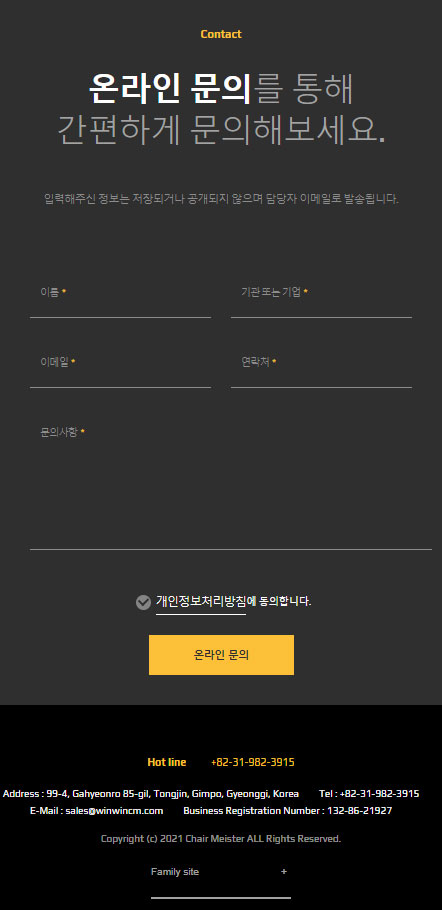 Contact
온라인 문의를 통해
간편하게 문의해보세요.
입력해주신 정보는 저장되거나 공개되지 않으며 담당자 이메일로 발송됩니다.
이름 * 기관 또는 기업 *
이메일 * 연락처 *
문의사항 *
개인정보처리방침에 동의합니다.
온라인 문의
Hot line +82-31-982-3915
Address : 99-4, Gahyeonro 85-gil, Tongjin, Gimpo, Gyeonggi, Korea Tel : +82-31-982-3915
E-Mail : sales@winwincm.com Business Registration Number : 132-86-21927
Copyright (c) 2021 Chair Meister ALL Rights Reserved.
Family site +